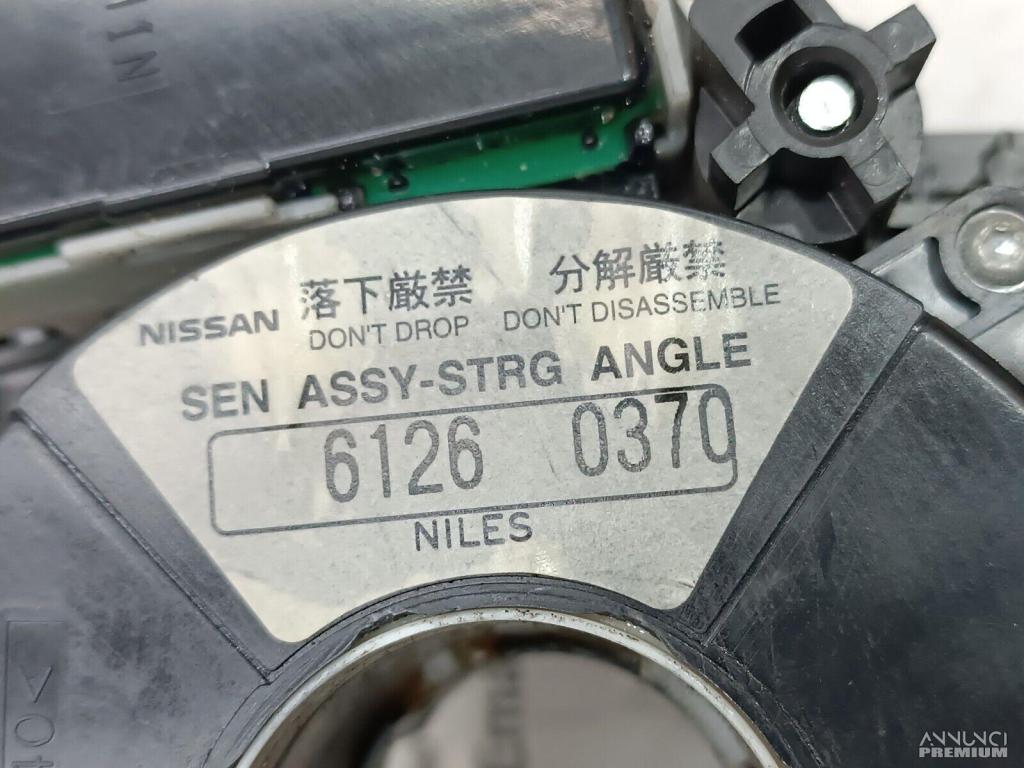 落下厳禁 分解厳禁
NISSAN DON'T DROP DON'T DISASSEMBLE
SEN ASSY-STRG ANGLE
6126 0370
NILES
ANNUNCI
PREMIUM